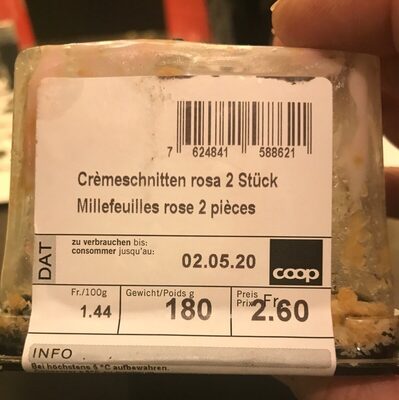 7 624841 588621
Crèmeschnitten rosa 2 Stück
Millefeuilles rose 2 pièces
DAT
zu verbrauchen bis:
consommer jusqu'au:
02.05.20
coop
Fr./100g Gewicht/Poids g Preis
Prix Fr.
1.44 180 2.60
INFO
Bei höchstens 5 °C aufbewahren.